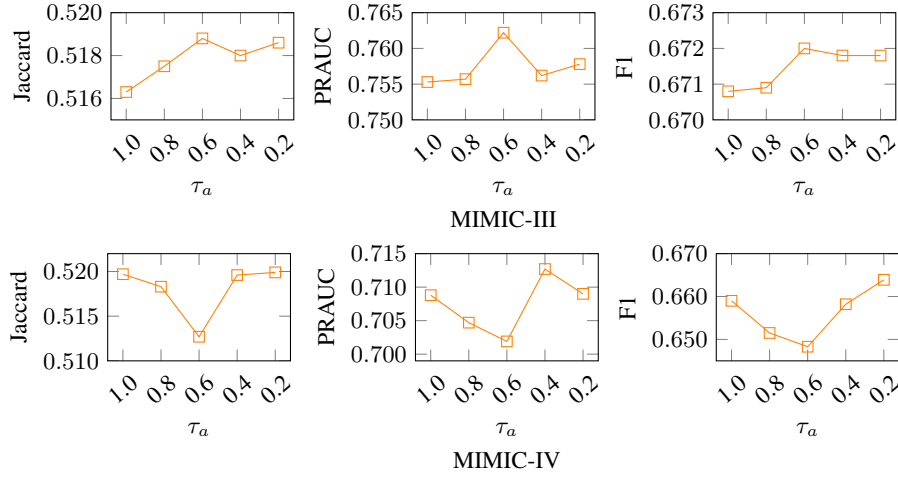 Jaccard
0.520
0.518
0.516
1.0 0.8 0.6 0.4 0.2
τa
PRAUC
0.765
0.760
0.755
0.750
1.0 0.8 0.6 0.4 0.2
τa
F1
0.673
0.672
0.671
0.670
1.0 0.8 0.6 0.4 0.2
τa
MIMIC-III
Jaccard
0.520
0.515
0.510
1.0 0.8 0.6 0.4 0.2
τa
PRAUC
0.715
0.710
0.705
0.700
1.0 0.8 0.6 0.4 0.2
τa
F1
0.670
0.660
0.650
1.0 0.8 0.6 0.4 0.2
τa
MIMIC-IV